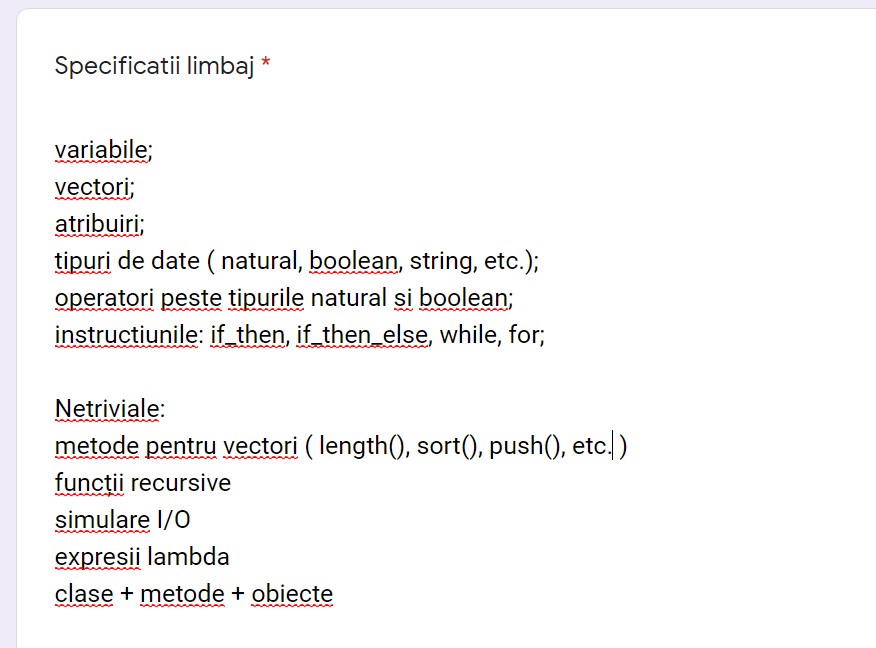 Specificatii limbaj *
variabile;
vectori;
atribuiri;
tipuri de date ( natural, boolean, string, etc.);
operatori peste tipurile natural si boolean;
instructiunile: if_then, if_then_else, while, for;
Netriviale:
metode pentru vectori ( length(), sort(), push(), etc. )
funcții recursive
simulare I/O
expresii lambda
clase + metode + obiecte